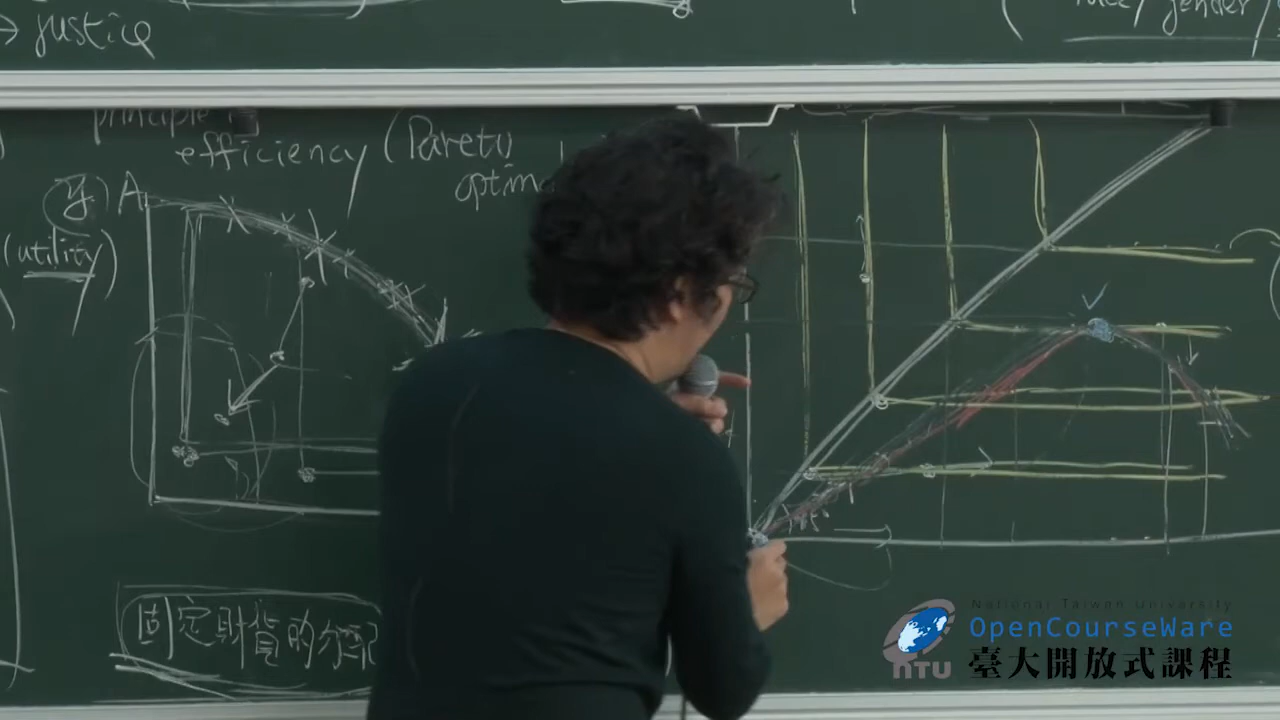 justice
gender/
principle
efficiency (Pareto
optim
y A
(utility)
固定財貨的分配
National Taiwan University
OpenCourseWare
NTU 臺大開放式課程